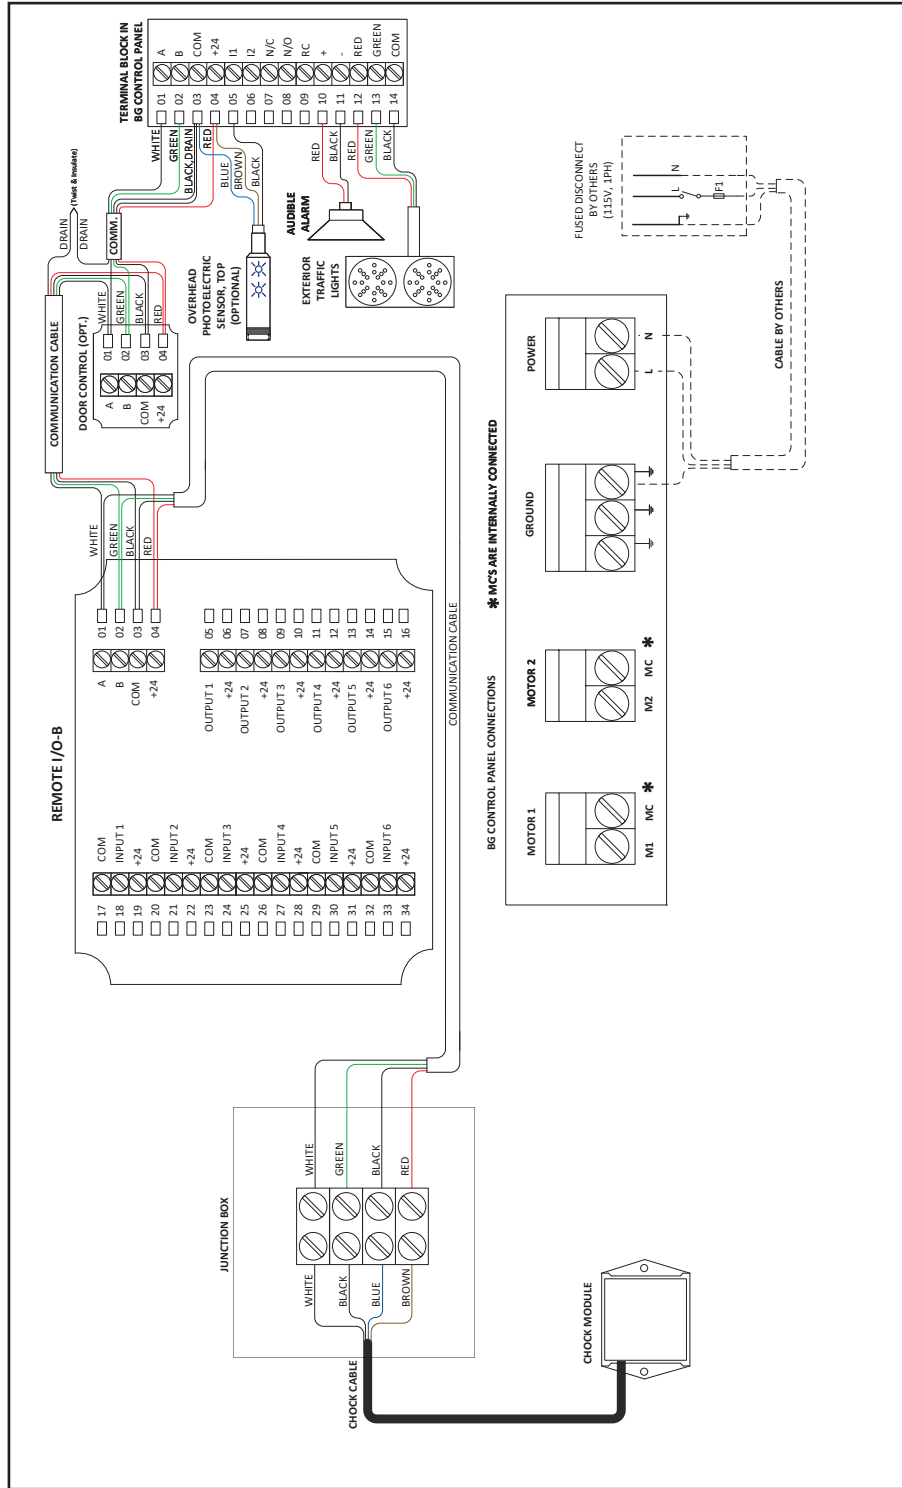 REMOTE I/O-B
17 COM
18 INPUT 1
19 +24
20 COM
21 INPUT 2
22 +24
23 COM
24 INPUT 3
25 +24
26 COM
27 INPUT 4
28 +24
29 COM
30 INPUT 5
31 +24
32 COM
33 INPUT 6
34 +24
A 01 WHITE
B 02 GREEN
COM 03 BLACK
+24 04 RED
OUTPUT 1 05
+24 06
OUTPUT 2 07
+24 08
OUTPUT 3 09
+24 10
OUTPUT 4 11
+24 12
OUTPUT 5 13
+24 14
OUTPUT 6 15
+24 16
COMMUNICATION CABLE
DOOR CONTROL (OPT.)
A 01 WHITE
B 02 GREEN
COM 03 BLACK
+24 04 RED
DRAIN
DRAIN
(Twist & Insulate)
COMM.
TERMINAL BLOCK IN
BG CONTROL PANEL
WHITE 01 A
GREEN 02 B
BLACK,DRAIN 03 COM
RED 04 +24
BLUE
BROWN
BLACK 05 I1
06 I2
07 N/C
08 N/O
09 RC
RED 10 +
BLACK 11 -
RED 12 RED
GREEN 13 GREEN
BLACK 14 COM
OVERHEAD
PHOTOELECTRIC
SENSOR, TOP
(OPTIONAL)
AUDIBLE
ALARM
EXTERIOR
TRAFFIC
LIGHTS
COMMUNICATION CABLE
JUNCTION BOX
WHITE WHITE
BLACK GREEN
BLUE BLACK
BROWN RED
CHOCK CABLE
CHOCK MODULE
BG CONTROL PANEL CONNECTIONS
* MC'S ARE INTERNALLY CONNECTED
MOTOR 1
M1 MC *
MOTOR 2
M2 MC *
GROUND
POWER
L N
FUSED DISCONNECT
BY OTHERS
(115V, 1PH)
L N
F1
CABLE BY OTHERS